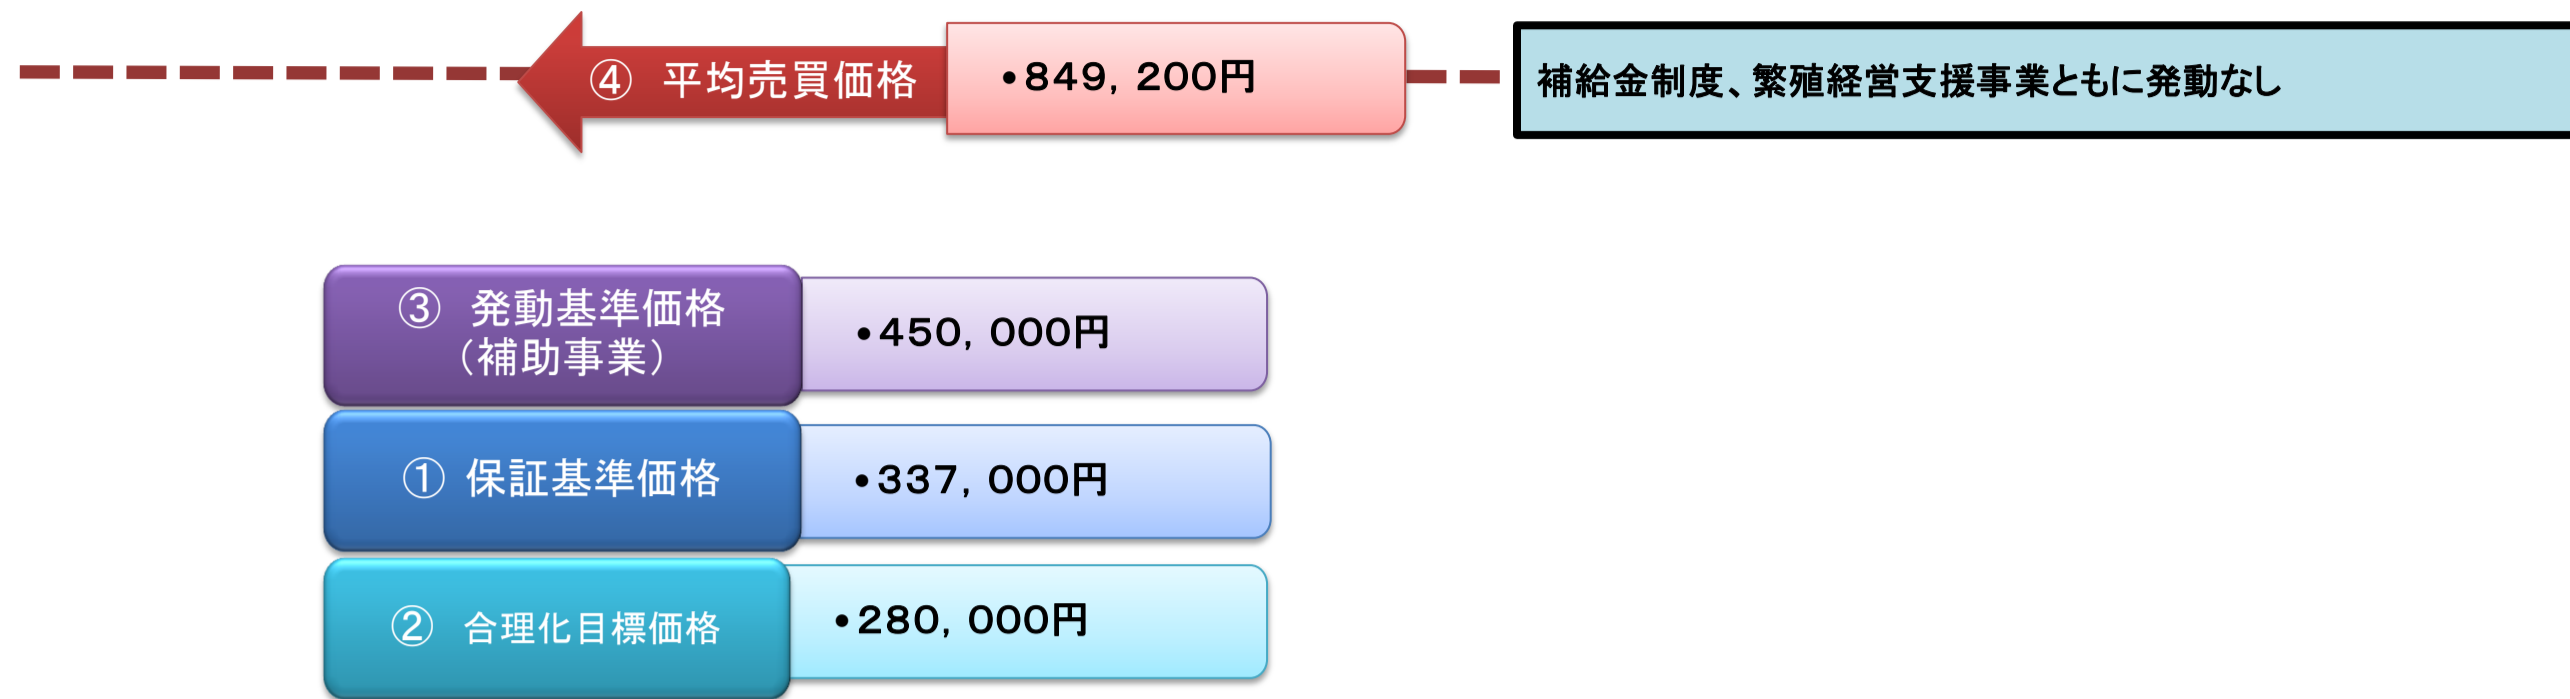 ④ 平均売買価格
•849,200円
補給金制度、繁殖経営支援事業ともに発動なし
③ 発動基準価格
(補助事業)
•450,000円
① 保証基準価格
•337,000円
② 合理化目標価格
•280,000円